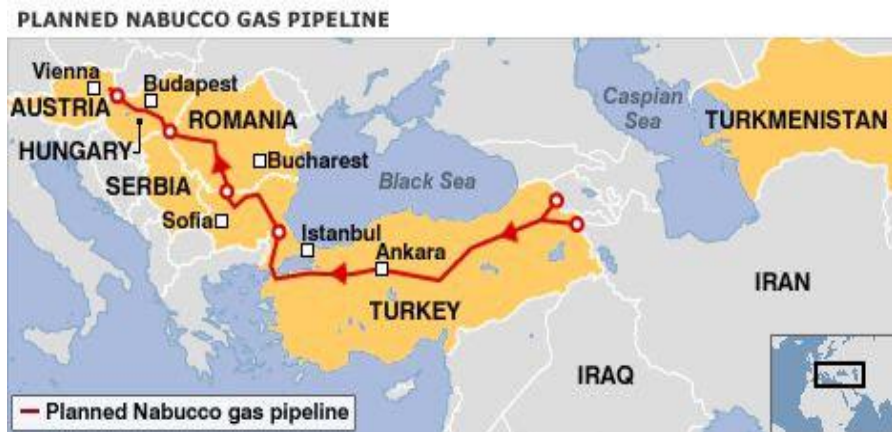 PLANNED NABUCCO GAS PIPELINE
Vienna
Budapest
AUSTRIA
ROMANIA
HUNGARY
Bucharest
SERBIA
Sofia
Istanbul
Ankara
TURKEY
Black Sea
Caspian
Sea
TURKMENISTAN
IRAN
IRAQ
Planned Nabucco gas pipeline